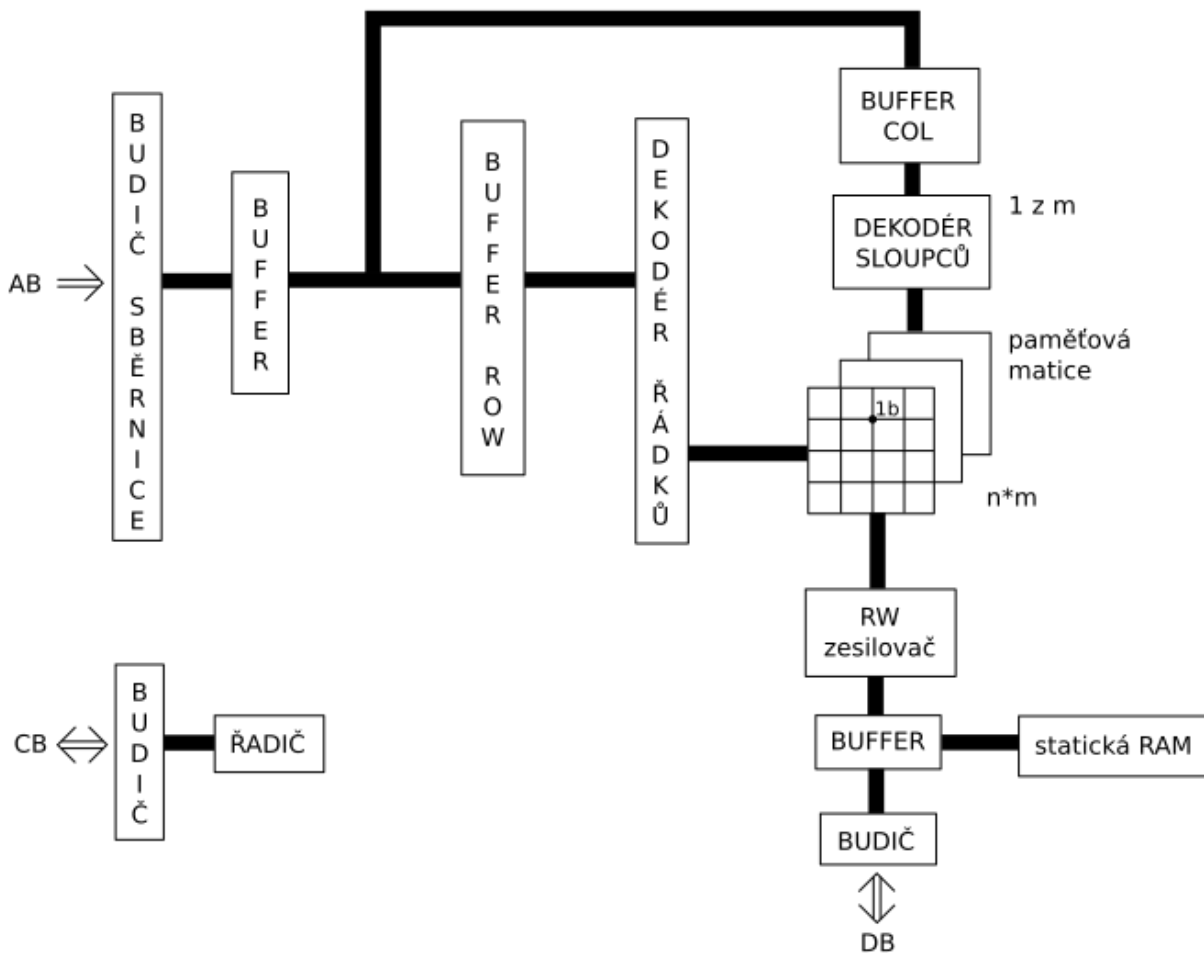 BUFFER
COL
DEKODÉR
SLOUPCŮ
1 z m
BUDIČ SBĚRNICE
BUFFER
BUFFER ROW
DEKODÉR ŘÁDKŮ
AB
paměťová
matice
1b
n*m
RW
zesilovač
CB
BUDIČ
ŘADIČ
BUFFER
statická RAM
BUDIČ
DB